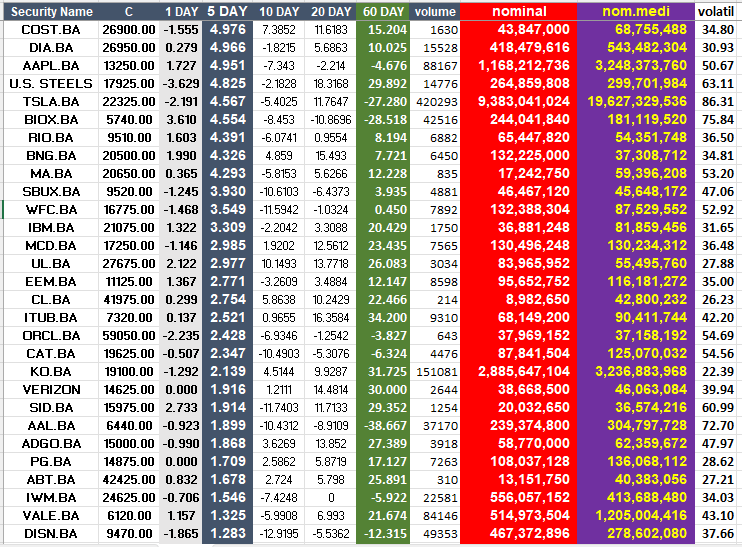 Security Name C 1 DAY 5 DAY 10 DAY 20 DAY 60 DAY volume nominal nom.medi volatil
COST.BA 26900.00 -1.555 4.976 7.3852 11.6183 15.204 1630 43,847,000 68,755,488 34.80
DIA.BA 26950.00 0.279 4.966 -1.8215 5.6863 10.025 15528 418,479,616 543,482,304 30.93
AAPL.BA 13250.00 1.727 4.951 -7.343 -2.214 -4.676 88167 1,168,212,736 3,248,373,760 50.67
U.S. STEELS 17925.00 -3.629 4.825 -2.1828 18.3168 29.892 14776 264,859,808 299,701,984 63.11
TSLA.BA 22325.00 -2.191 4.567 -5.4025 11.7647 -27.280 420293 9,383,041,024 19,627,329,536 86.31
BIOX.BA 5740.00 3.610 4.554 -8.453 -10.8696 -28.518 42516 244,041,840 181,119,520 75.84
RIO.BA 9510.00 1.603 4.391 -6.0741 0.9554 8.194 6882 65,447,820 54,351,748 36.50
BNG.BA 20500.00 1.990 4.326 4.859 15.493 7.721 6450 132,225,000 37,308,712 34.81
MA.BA 20650.00 0.365 4.293 -5.8153 5.6266 12.228 835 17,242,750 59,396,208 53.20
SBUX.BA 9520.00 -1.245 3.930 -10.6103 -6.4373 3.935 4881 46,467,120 45,648,172 47.06
WFC.BA 16775.00 -1.468 3.549 -11.5942 -1.0324 0.450 7892 132,388,304 87,529,552 52.92
IBM.BA 21075.00 1.322 3.309 -2.2042 3.3088 20.429 1750 36,881,248 81,859,456 31.65
MCD.BA 17250.00 -1.146 2.985 1.9202 12.5612 23.435 7565 130,496,248 130,234,312 36.48
UL.BA 27675.00 2.122 2.977 10.1493 13.7718 26.083 3034 83,965,952 55,495,760 27.88
EEM.BA 11125.00 1.367 2.771 -3.2609 3.4884 12.147 8598 95,652,752 116,181,272 35.00
CL.BA 41975.00 0.299 2.754 5.8638 10.2429 22.466 214 8,982,650 42,800,232 26.23
ITUB.BA 7320.00 0.137 2.521 0.9655 16.3584 34.200 9310 68,149,200 90,411,744 42.20
ORCL.BA 59050.00 -2.235 2.428 -6.9346 -1.2542 -3.827 643 37,969,152 37,158,192 54.69
CAT.BA 19625.00 -0.507 2.347 -10.4903 -5.3076 -6.324 4476 87,841,504 125,070,032 54.56
KO.BA 19100.00 -1.292 2.139 4.5144 9.9287 31.725 151081 2,885,647,104 3,236,883,968 22.39
VERIZON 14625.00 0.000 1.916 1.2111 14.4814 30.000 2644 38,668,500 46,063,084 39.94
SID.BA 15975.00 2.733 1.914 -11.7403 11.7133 29.352 1254 20,032,650 36,574,216 60.99
AAL.BA 6440.00 -0.923 1.899 -10.4312 -8.9109 -38.667 37170 239,374,800 304,797,728 72.70
ADGO.BA 15000.00 -0.990 1.868 3.6269 13.852 27.389 3918 58,770,000 62,359,672 47.97
PG.BA 14875.00 0.000 1.709 2.5862 5.8719 17.127 7263 108,037,128 136,068,112 28.62
ABT.BA 42425.00 0.832 1.678 2.724 5.798 25.891 310 13,151,750 40,383,056 27.21
IWM.BA 24625.00 -0.706 1.546 -7.4248 0 -5.922 22581 556,057,152 413,688,480 34.03
VALE.BA 6120.00 1.157 1.325 -5.9908 6.993 21.674 84146 514,973,504 1,205,004,416 43.10
DISN.BA 9470.00 -1.865 1.283 -12.9195 -5.5362 -12.315 49353 467,372,896 278,602,080 37.66